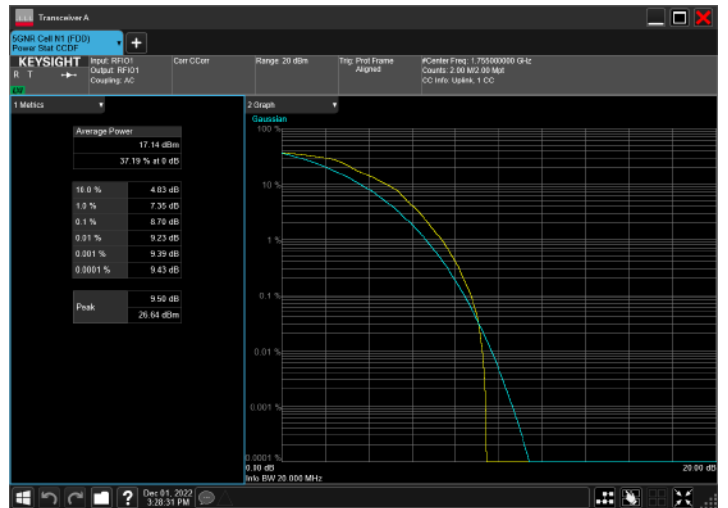 Transceiver A
5GNR Cell N1 (FDD)
Power Stat CCDF
KEYSIGHT
R T
Input: RFIO1
Output: RFIO1
Coupling: AC
Corr CCorr
Range: 20 dBm
Trig: Prot Frame
Aligned
#Center Freq: 1.755000000 GHz
Counts: 2.00 M/2.00 Mpt
CC Info: Uplink, 1 CC
1 Metrics
Average Power
17.14 dBm
37.19 % at 0 dB
10.0 % 4.83 dB
1.0 % 7.35 dB
0.1 % 8.70 dB
0.01 % 9.23 dB
0.001 % 9.39 dB
0.0001 % 9.43 dB
Peak
9.50 dB
26.64 dBm
2 Graph
Gaussian
100 %
10 %
1 %
0.1 %
0.01 %
0.001 %
0.0001 %
0.00 dB
20.00 dB
Info BW 20.000 MHz
?
Dec 01, 2022
3:28:31 PM